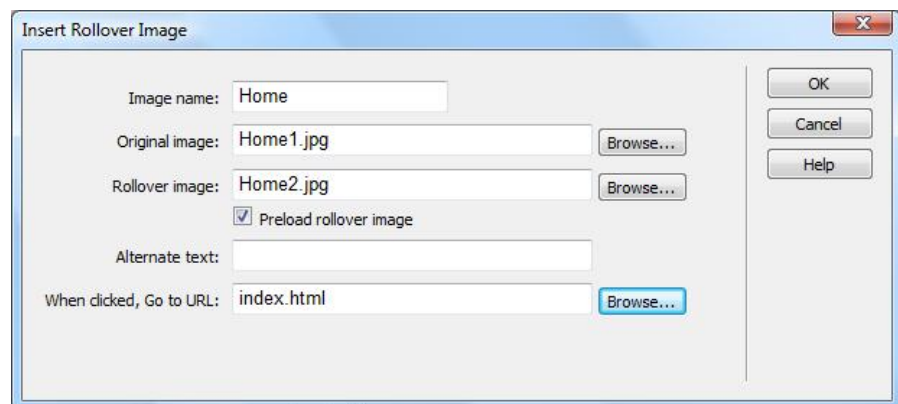 Insert Rollover Image
Image name: Home
OK
Original image: Home1.jpg Browse...
Cancel
Rollover image: Home2.jpg Browse...
Help
Preload rollover image
Alternate text:
When clicked, Go to URL: index.html Browse...